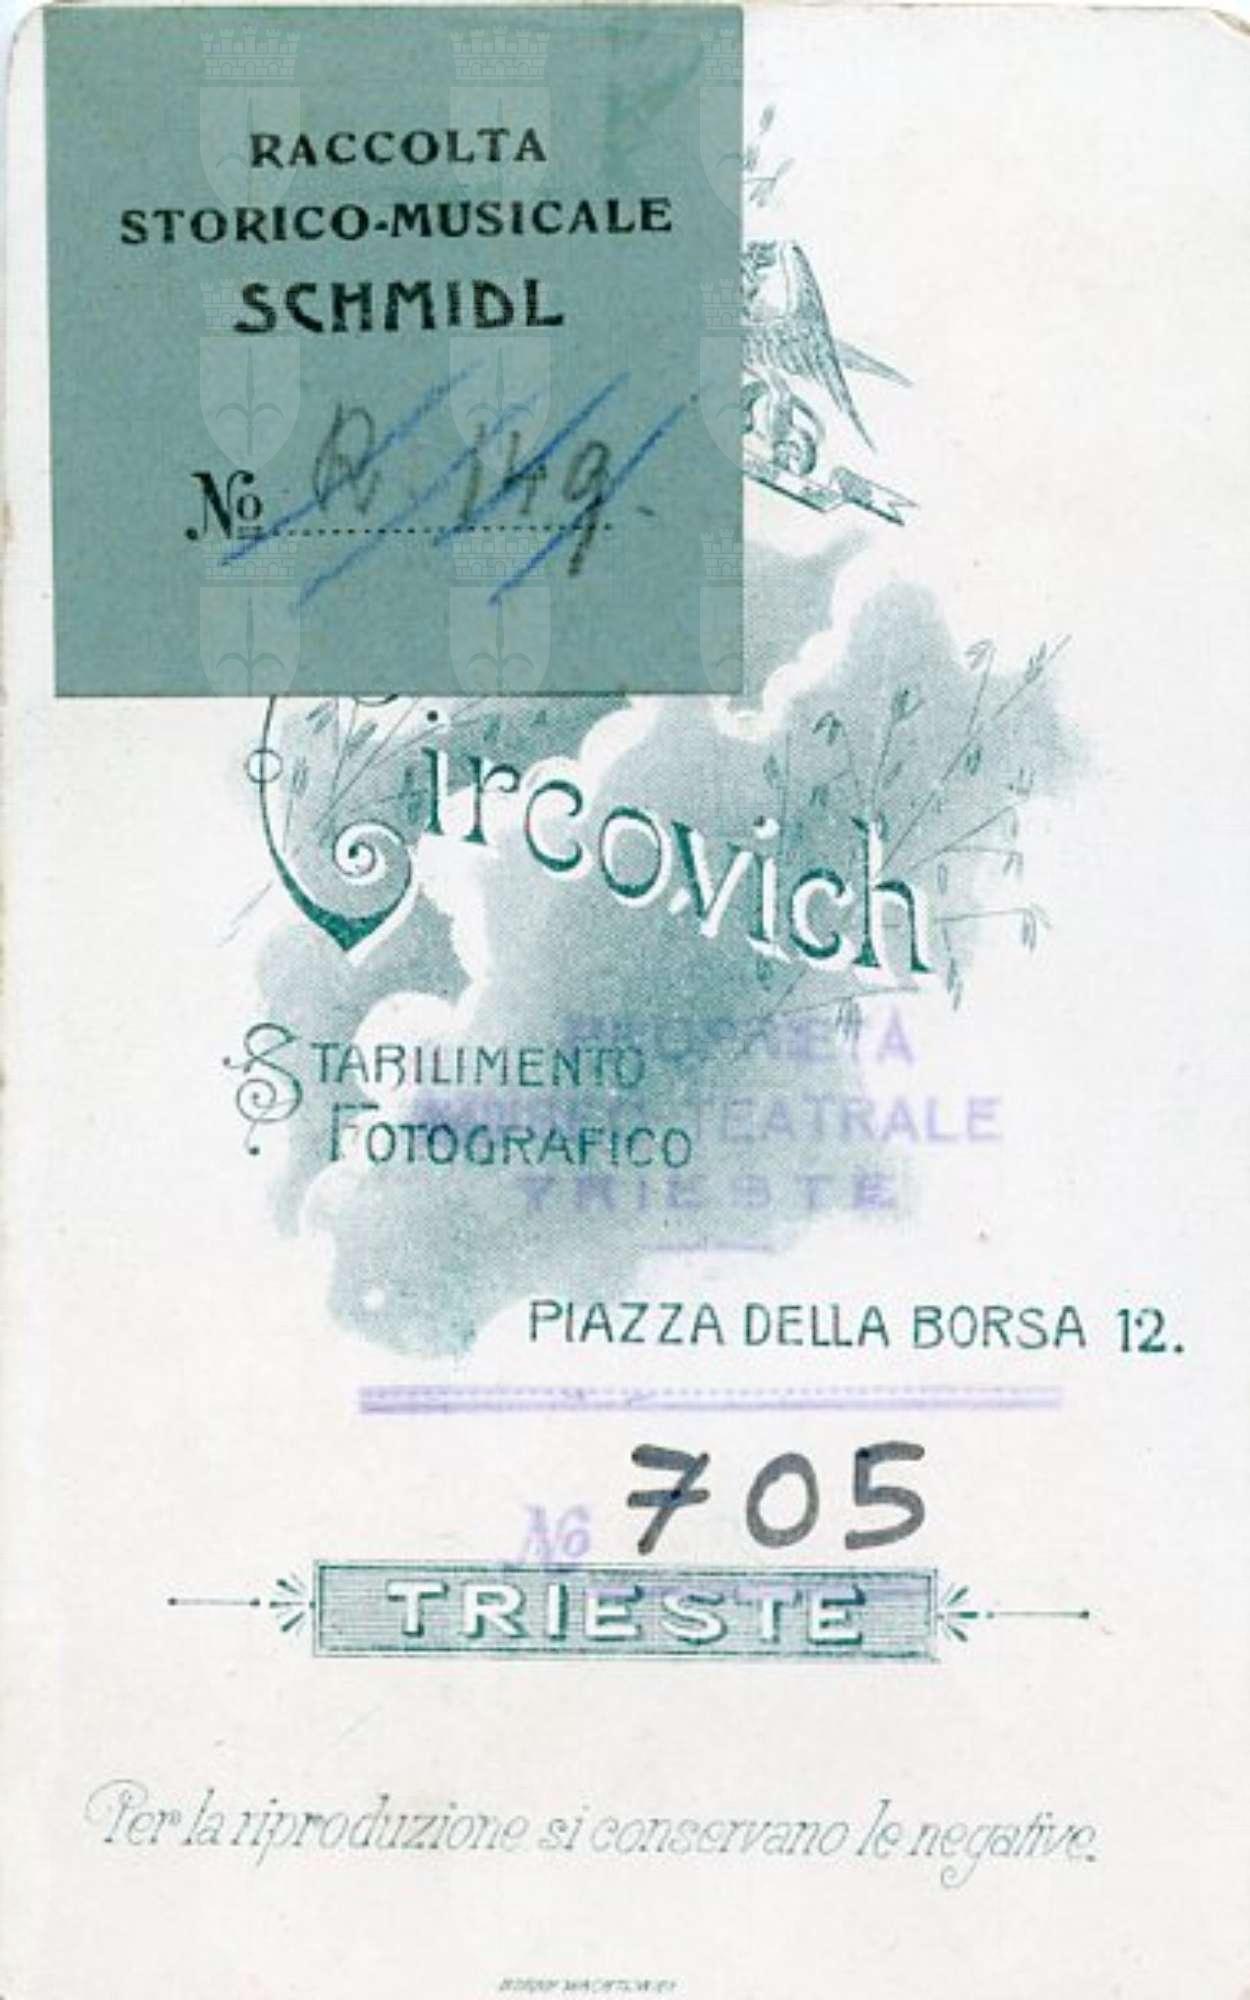 RACCOLTA
STORICO-MUSICALE
SCHMIDL
No R 149.
Circovich
STABILIMENTO
FOTOGRAFICO
PROPRIETÀ
MUSEO TEATRALE
TRIESTE
PIAZZA DELLA BORSA 12.
No 705
TRIESTE
Per la riproduzione si conservano le negative.